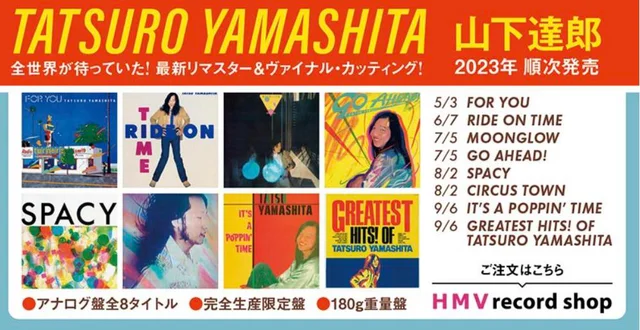 TATSURO YAMASHITA 山下達郎
全世界が待っていた! 最新リマスター&ヴァイナル・カッティング! 2023年 順次発売
FOR YOU TATSURO YAMASHITA
RIDE ON
TIME
GO AHEAD!
SPACY
IT'S
A
POPPIN'
TIME
TATSU
YAMASHITA
GREATEST
HITS! OF
TATSURO YAMASHITA
5/3 FOR YOU
6/7 RIDE ON TIME
7/5 MOONGLOW
7/5 GO AHEAD!
8/2 SPACY
8/2 CIRCUS TOWN
9/6 IT'S A POPPIN' TIME
9/6 GREATEST HITS! OF
TATSURO YAMASHITA
●アナログ盤全8タイトル ●完全生産限定盤 ●180g重量盤
ご注文はこちら
HMV record shop